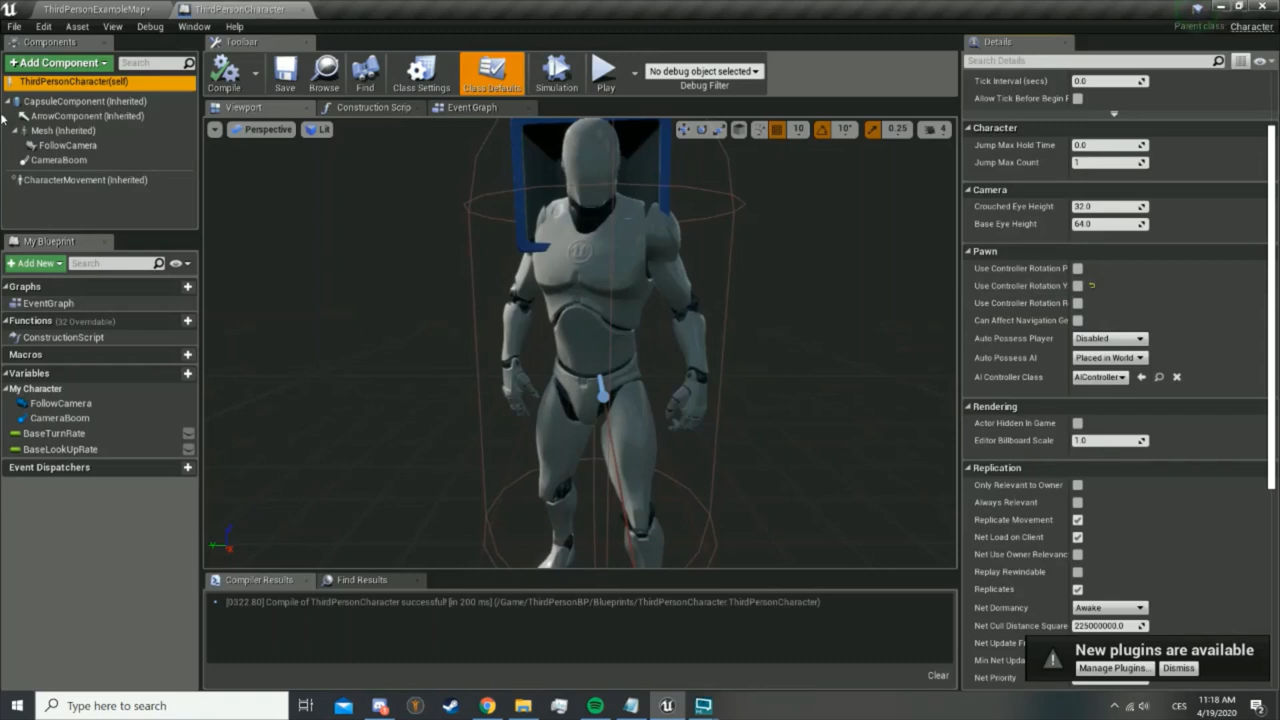 ThirdPersonExampleMap*
ThirdPersonCharacter
File Edit Asset View Debug Window Help
Parent class: Character
Components
+ Add Component
Search
ThirdPersonCharacter(self)
CapsuleComponent (Inherited)
ArrowComponent (Inherited)
Mesh (Inherited)
FollowCamera
CameraBoom
CharacterMovement (Inherited)
My Blueprint
+ Add New
Search
Graphs
EventGraph
Functions (32 Overridable)
ConstructionScript
Macros
Variables
My Character
FollowCamera
CameraBoom
BaseTurnRate
BaseLookUpRate
Event Dispatchers
Toolbar
Compile Save Browse Find Class Settings Class Defaults Simulation Play
No debug object selected
Debug Filter
Viewport Construction Scrip Event Graph
Perspective Lit 10 10° 0.25 4
Compiler Results Find Results
[0322.80] Compile of ThirdPersonCharacter successful! [in 200 ms] (/Game/ThirdPersonBP/Blueprints/ThirdPersonCharacter.ThirdPersonCharacter)
Clear
Details
Search Details
Tick Interval (secs) 0.0
Allow Tick Before Begin F
Character
Jump Max Hold Time 0.0
Jump Max Count 1
Camera
Crouched Eye Height 32.0
Base Eye Height 64.0
Pawn
Use Controller Rotation P
Use Controller Rotation Y
Use Controller Rotation R
Can Affect Navigation Ge
Auto Possess Player Disabled
Auto Possess AI Placed in World
AI Controller Class AIController
Rendering
Actor Hidden In Game
Editor Billboard Scale 1.0
Replication
Only Relevant to Owner
Always Relevant
Replicate Movement
Net Load on Client
Net Use Owner Relevanc
Replay Rewindable
Replicates
Net Dormancy Awake
Net Cull Distance Square 225000000.0
Net Update F
Min Net Upda
Net Priority
New plugins are available
Manage Plugins... Dismiss
Type here to search
CES
11:18 AM
4/19/2020
2